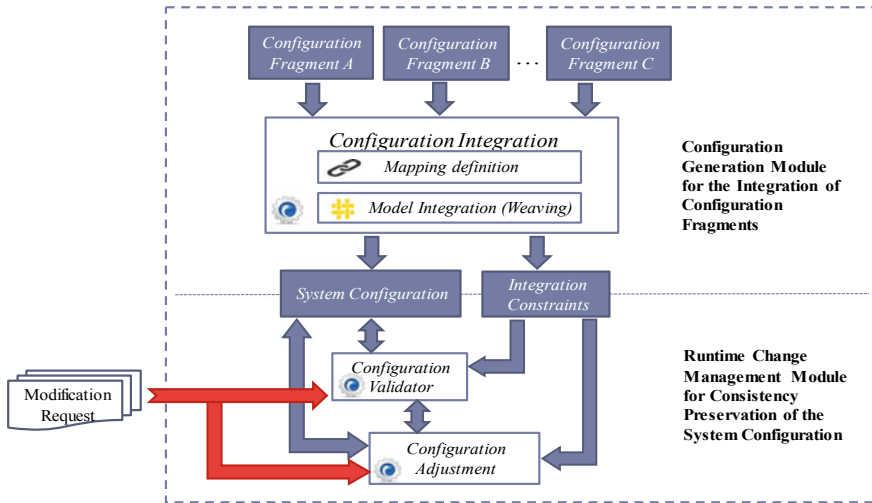 Configuration
Fragment A
Configuration
Fragment B
...
Configuration
Fragment C
Configuration Integration
Mapping definition
Model Integration (Weaving)
Configuration
Generation Module
for the Integration of
Configuration
Fragments
System Configuration
Integration
Constraints
Configuration
Validator
Modification
Request
Configuration
Adjustment
Runtime Change
Management Module
for Consistency
Preservation of the
System Configuration